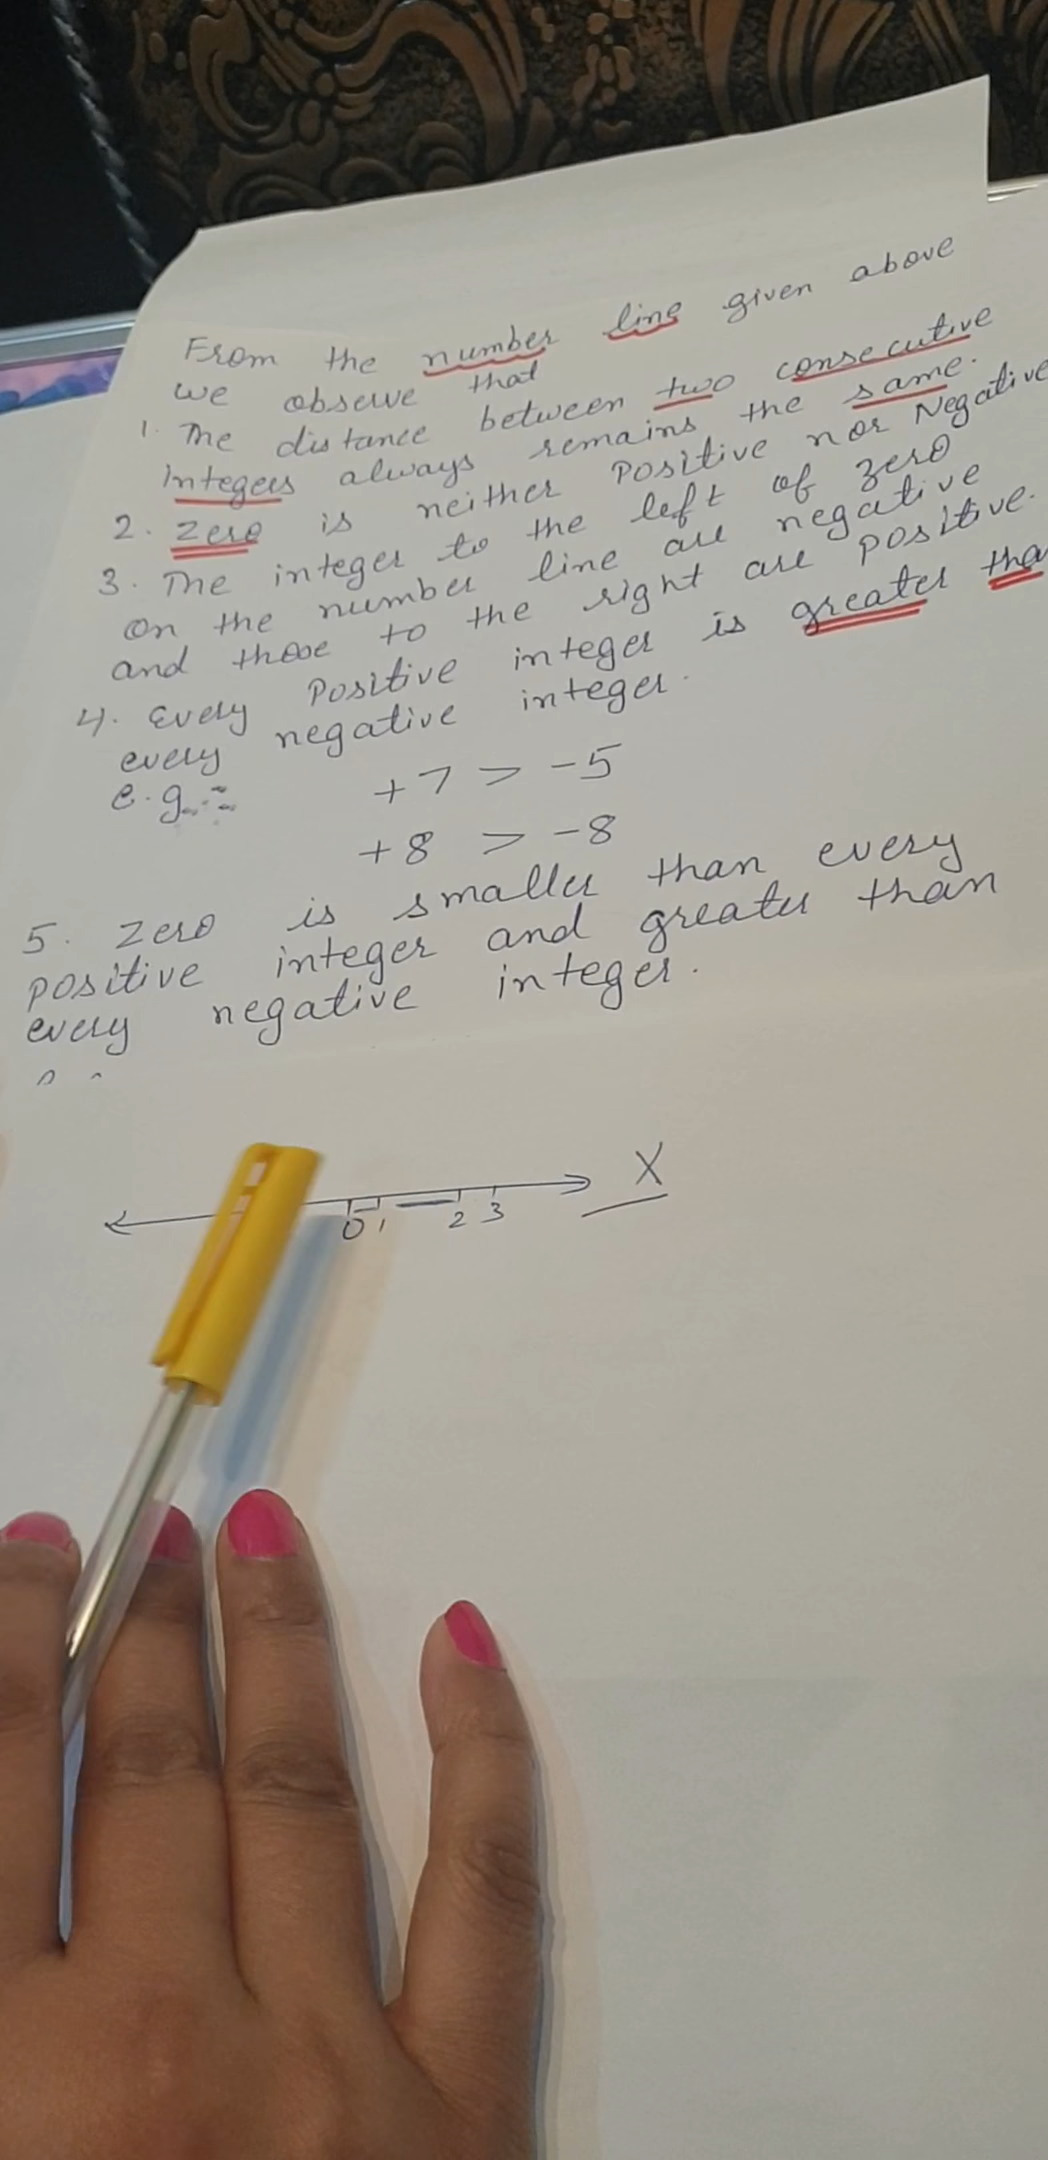 From the number line given above
we observe that
1. The distance between two consecutive
Integers always remains the same.
2. Zero is neither Positive nor Negative
3. The integer to the left of zero
on the number line are negative
and those to the right are positive.
4. Every Positive integer is greater tha
every negative integer.
e.g.:-
+7 > -5
+8 > -8
5. Zero is smaller than every
positive integer and greater than
every negative integer.
0 1 2 3 X